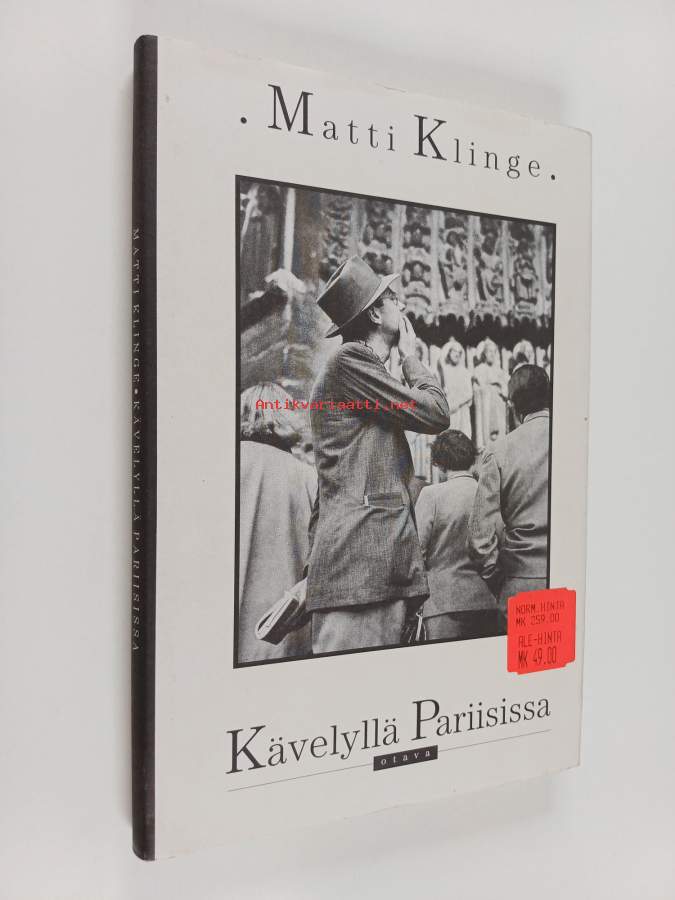 . Matti Klinge .
MATTI KLINGE • KÄVELYLLÄ PARIISISSA
Antikvariaatti.net
NORM.HINTA
MK 259.00
ALE-HINTA
MK 49.00
Kävelyllä Pariisissa
otava